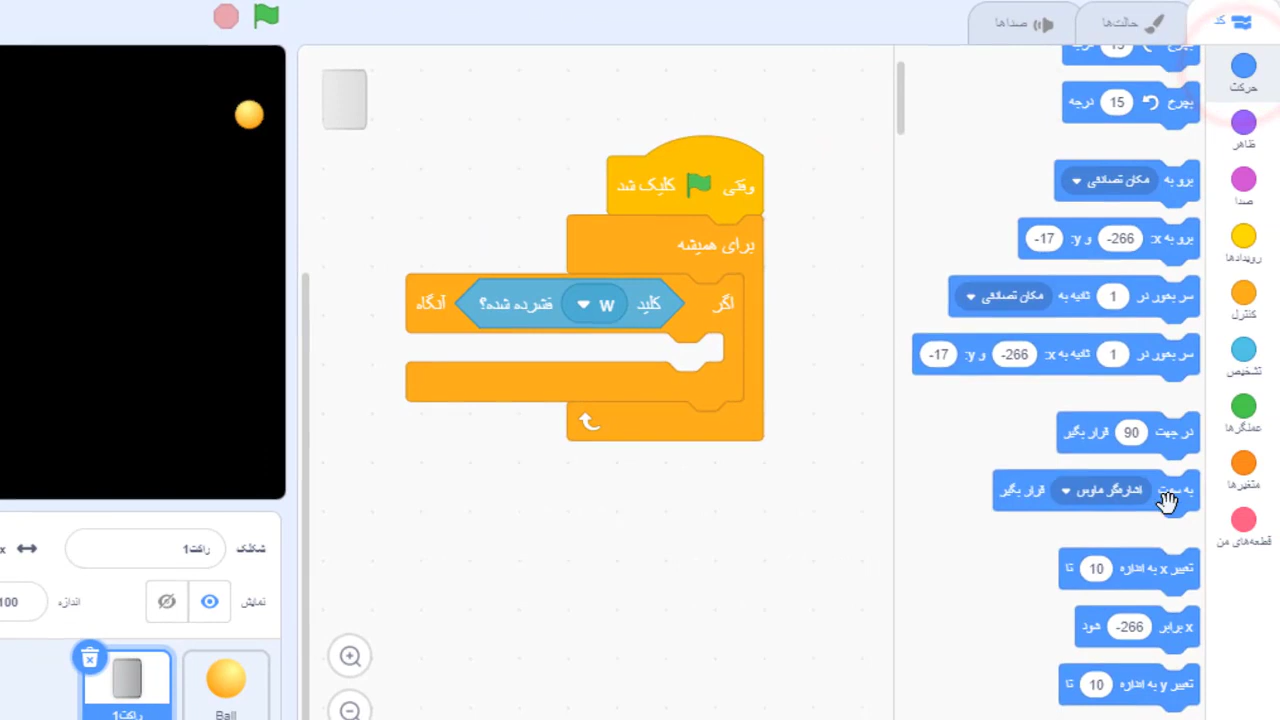 کد
حالت‌ها
صداها
حرکت
ظاهر
صدا
رویدادها
کنترل
تشخیص
عملگرها
متغیرها
قطعه‌های من
بچرخ 15
بچرخ 15 درجه
برو به مکان تصادفی
برو به x: -266 و y: -17
سر بخور در 1 ثانیه به مکان تصادفی
سر بخور در 1 ثانیه به x: -266 و y: -17
در جهت 90 قرار بگیر
به سمت اشاره‌گر ماوس قرار بگیر
تغییر x به اندازه 10 تا
x برابر -266 شود
تغییر y به اندازه 10 تا
وقتی کلیک شد
برای همیشه
اگر کلید w فشرده شده؟ آنگاه
شکلک راکت1 x
نمایش اندازه 100
راکت1
Ball